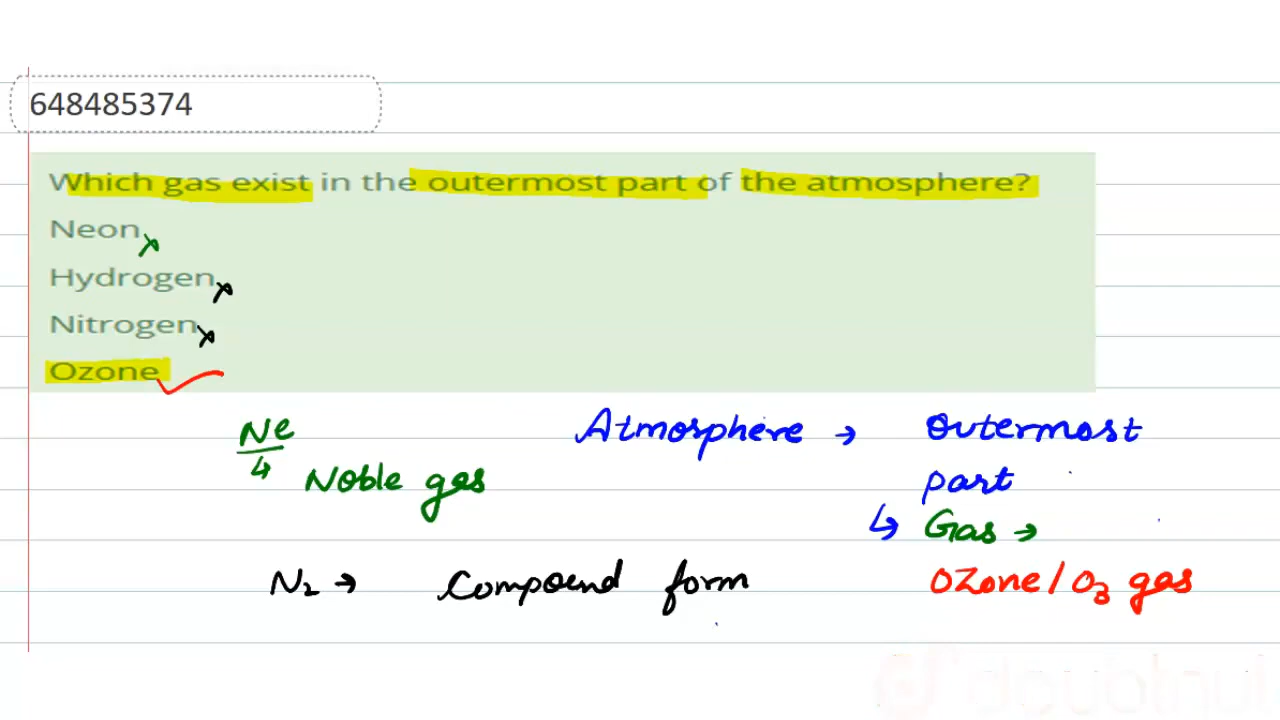 648485374
Which gas exist in the outermost part of the atmosphere?
Neon
Hydrogen
Nitrogen
Ozone
Ne
4
Noble gas
Atmosphere → Outermost
part
↳ Gas →
N₂ → Compound form
OZone / O₃ gas
doubtnut